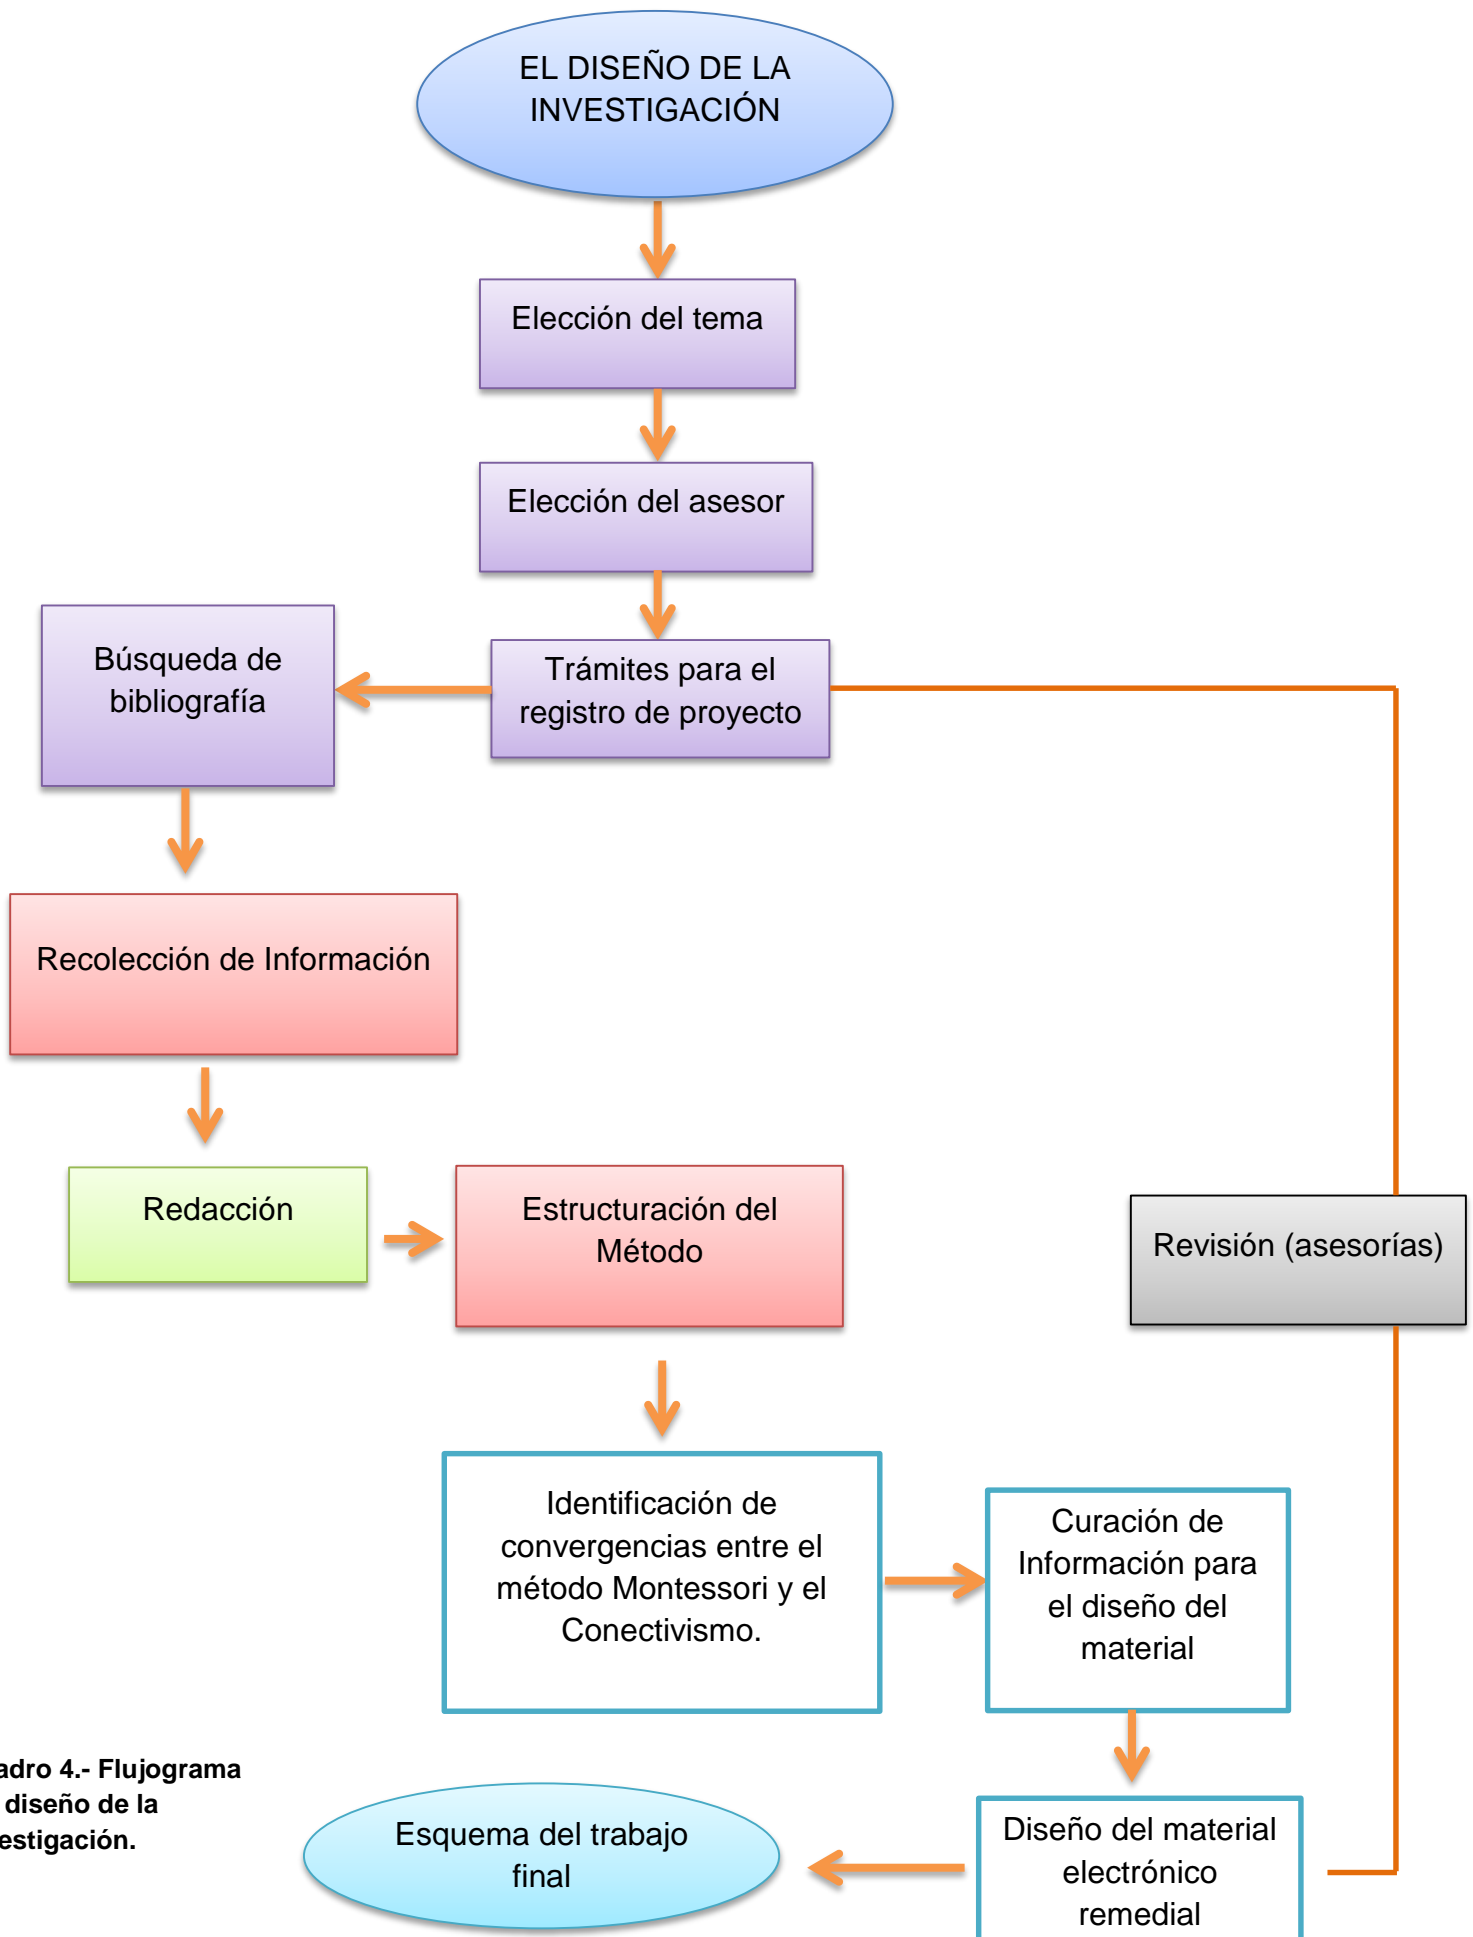 EL DISEÑO DE LA
INVESTIGACIÓN
Elección del tema
Elección del asesor
Trámites para el
registro de proyecto
Búsqueda de
bibliografía
Recolección de Información
Redacción
Estructuración del
Método
Revisión (asesorías)
Identificación de
convergencias entre el
método Montessori y el
Conectivismo.
Curación de
Información para
el diseño del
material
Diseño del material
electrónico
remedial
Esquema del trabajo
final
adro 4.- Flujograma
diseño de la
estigación.